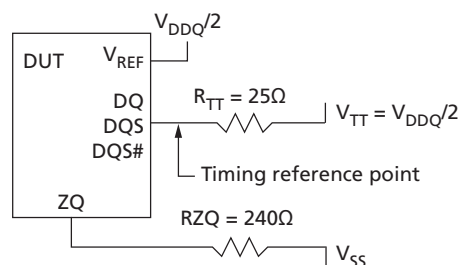 V_DDQ/2
DUT
V_REF
DQ
DQS
DQS#
R_TT = 25Ω
V_TT = V_DDQ/2
Timing reference point
ZQ
RZQ = 240Ω
V_SS